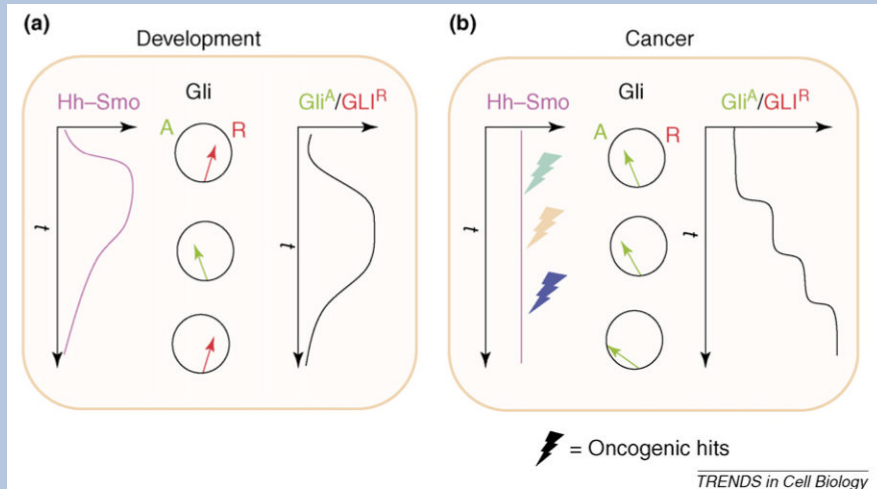 (a)
Development
Hh–Smo
Gli
Gli^A/GLI^R
A
R
t
t
(b)
Cancer
Hh–Smo
Gli
Gli^A/GLI^R
A
R
t
t
= Oncogenic hits
TRENDS in Cell Biology